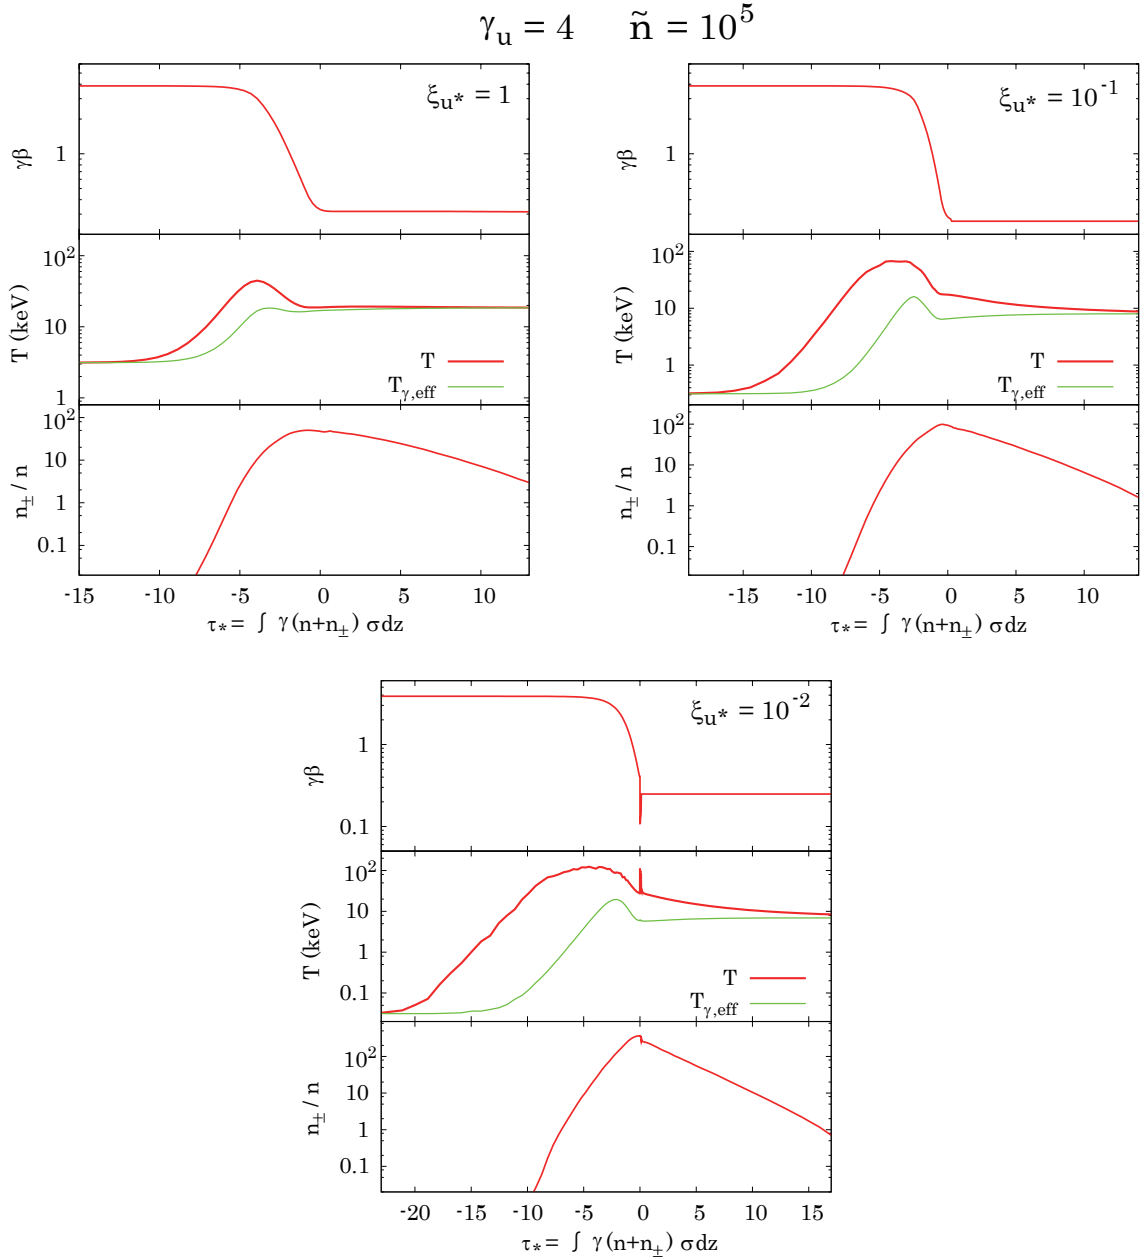 γu = 4 ñ = 10^5
ξu* = 1
γβ
1
T (keV)
10^2
10
1
T
Tγ,eff
n± / n
10^2
10
1
0.1
-15 -10 -5 0 5 10
τ* = ∫ γ(n+n±) σdz
ξu* = 10^-1
γβ
1
T (keV)
10^2
10
1
T
Tγ,eff
n± / n
10^2
10
1
0.1
-15 -10 -5 0 5 10
τ* = ∫ γ(n+n±) σdz
ξu* = 10^-2
γβ
1
0.1
T (keV)
10^2
10
1
0.1
T
Tγ,eff
n± / n
10^2
10
1
0.1
-20 -15 -10 -5 0 5 10 15
τ* = ∫ γ(n+n±) σdz